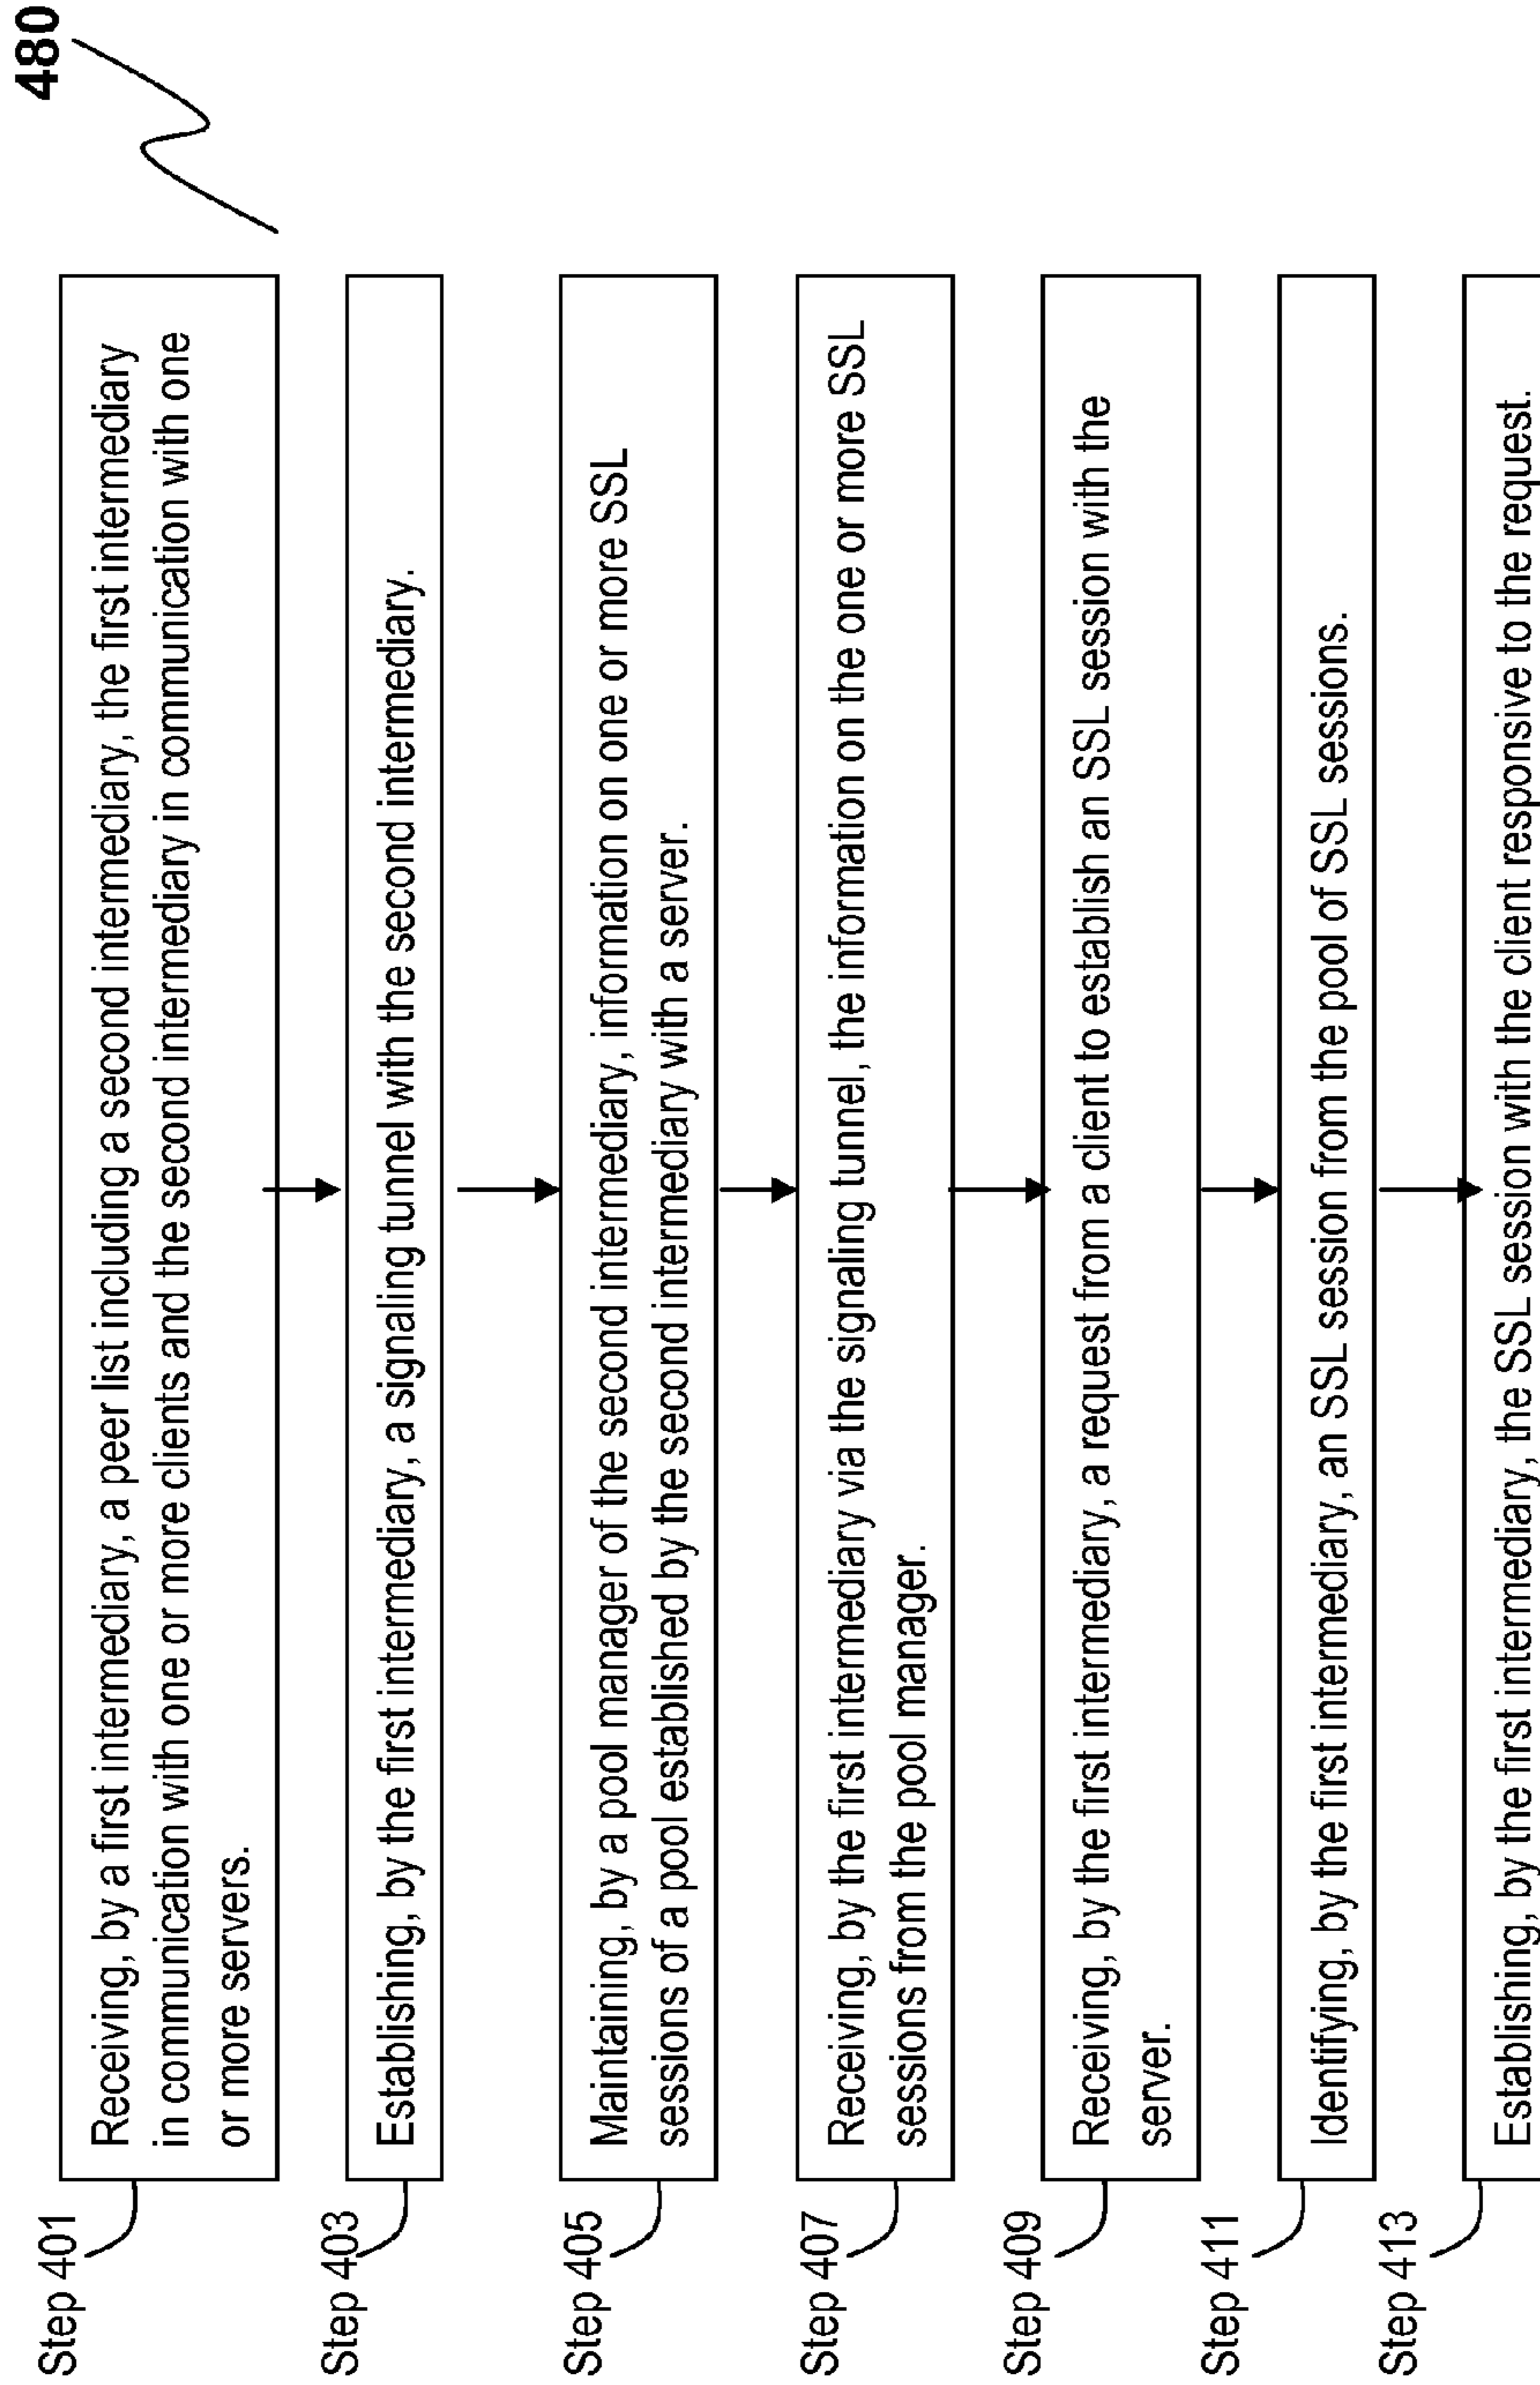 480
Step 401
Receiving, by a first intermediary, a peer list including a second intermediary, the first intermediary
in communication with one or more clients and the second intermediary in communication with one
or more servers.
Step 403
Establishing, by the first intermediary, a signaling tunnel with the second intermediary.
Step 405
Maintaining, by a pool manager of the second intermediary, information on one or more SSL
sessions of a pool established by the second intermediary with a server.
Step 407
Receiving, by the first intermediary via the signaling tunnel, the information on the one or more SSL
sessions from the pool manager.
Step 409
Receiving, by the first intermediary, a request from a client to establish an SSL session with the
server.
Step 411
Identifying, by the first intermediary, an SSL session from the pool of SSL sessions.
Step 413
Establishing, by the first intermediary, the SSL session with the client responsive to the request.